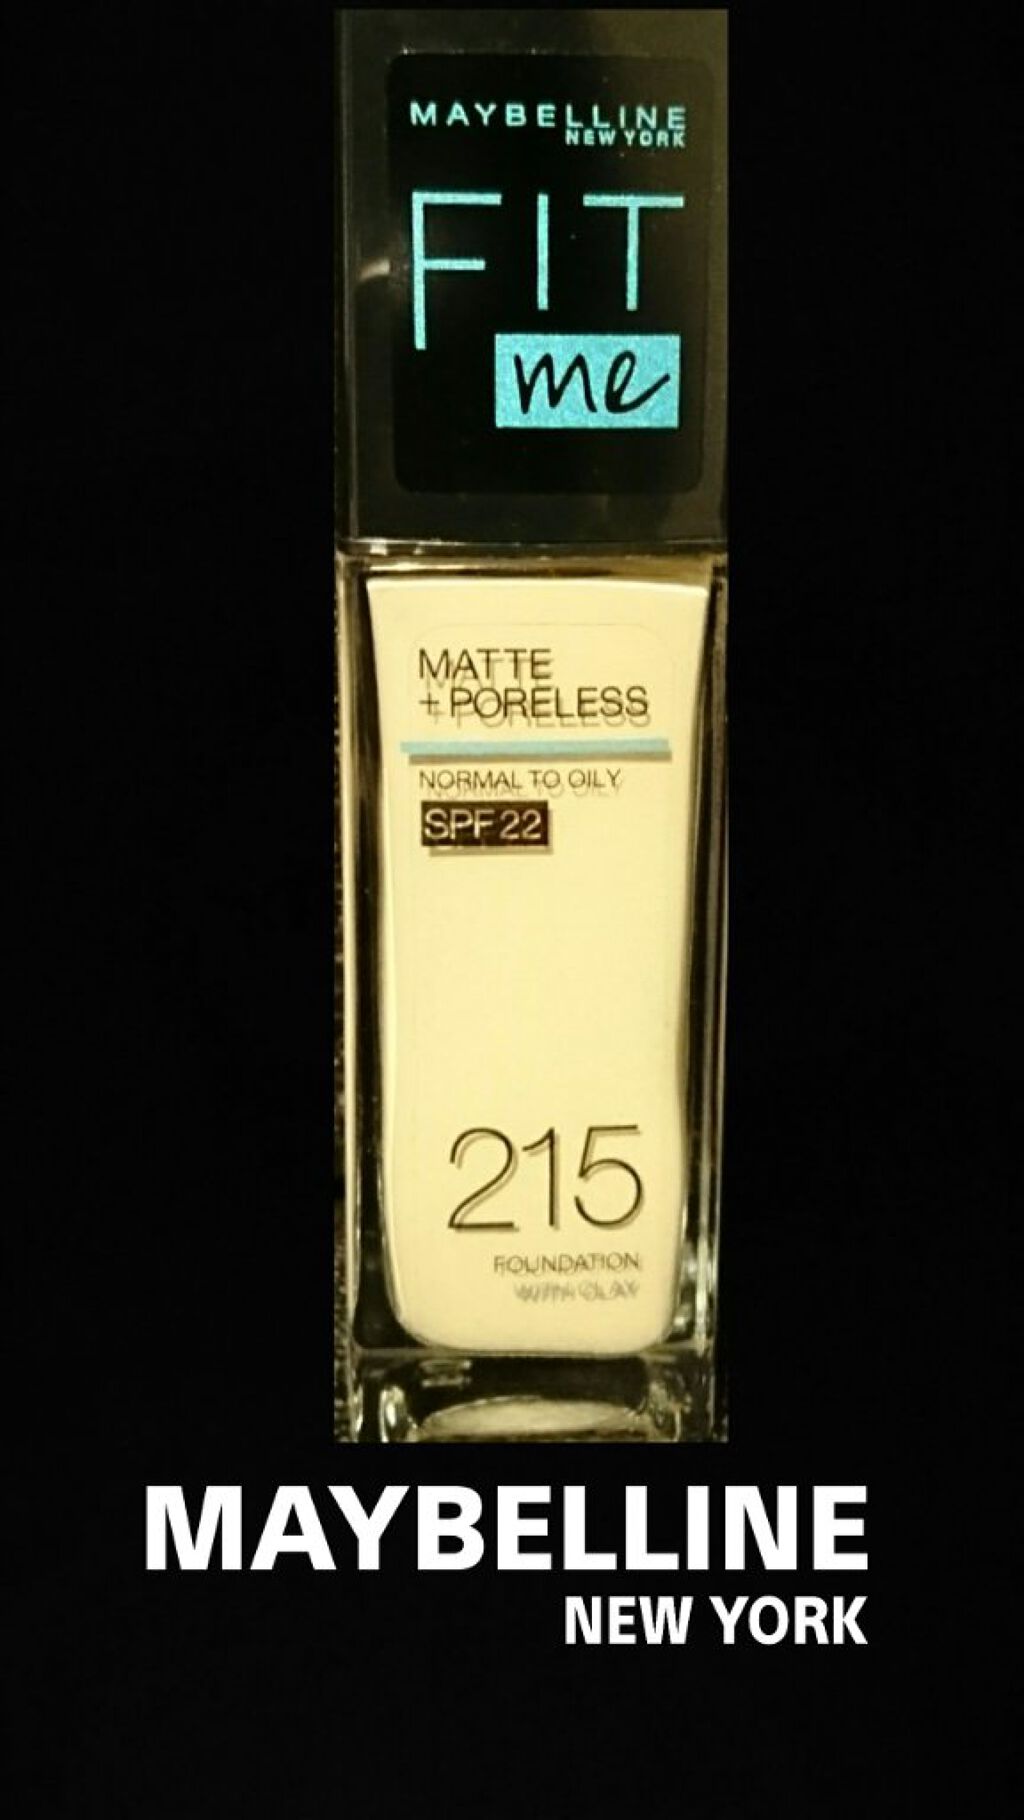 MAYBELLINE
NEW YORK
FIT
me
MATTE
+ PORELESS
NORMAL TO OILY
SPF 22
215
FOUNDATION
WITH CLAY
MAYBELLINE
NEW YORK